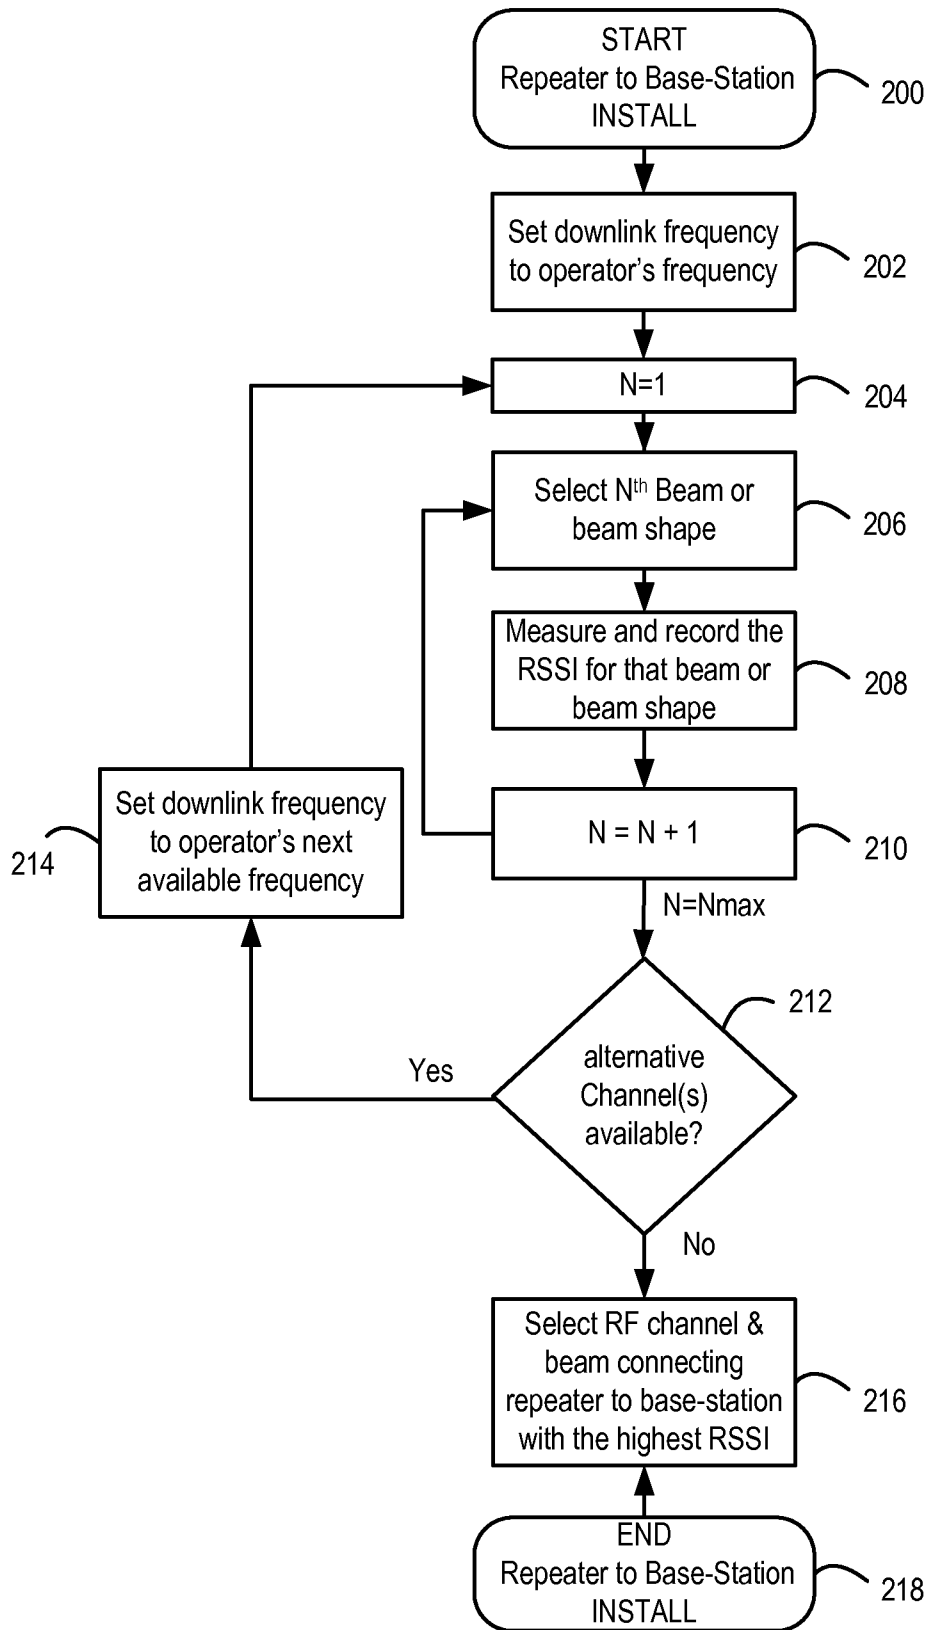 START
Repeater to Base-Station
INSTALL
200
Set downlink frequency
to operator's frequency
202
N=1
204
Select Nth Beam or
beam shape
206
Measure and record the
RSSI for that beam or
beam shape
208
Set downlink frequency
to operator's next
available frequency
214
N = N + 1
210
N=Nmax
212
alternative
Channel(s)
available?
Yes
No
Select RF channel &
beam connecting
repeater to base-station
with the highest RSSI
216
END
Repeater to Base-Station
INSTALL
218